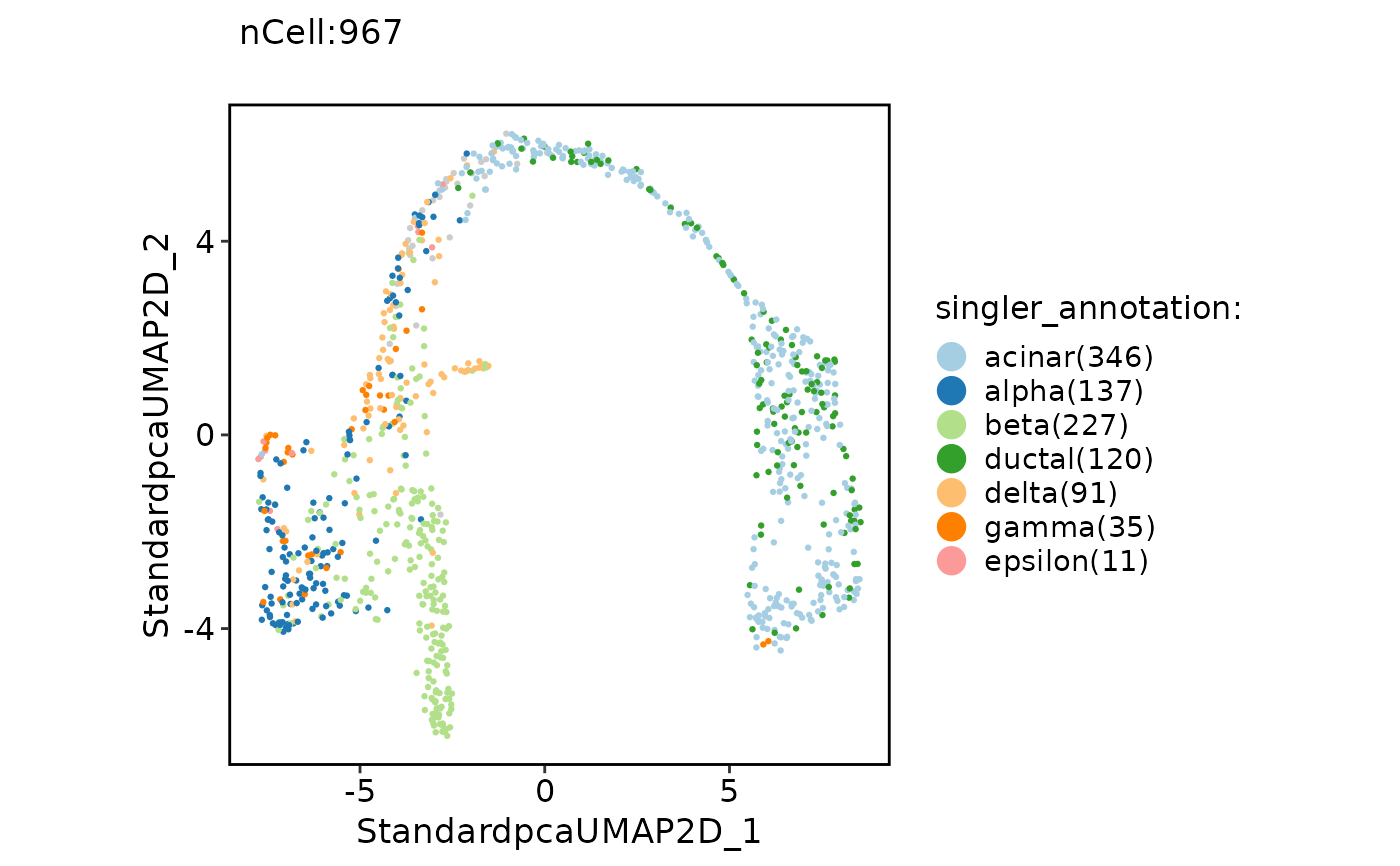 nCell:967
StandardpcaUMAP2D_2
4
0
-4
-5
0
5
StandardpcaUMAP2D_1
singler_annotation:
acinar(346)
alpha(137)
beta(227)
ductal(120)
delta(91)
gamma(35)
epsilon(11)